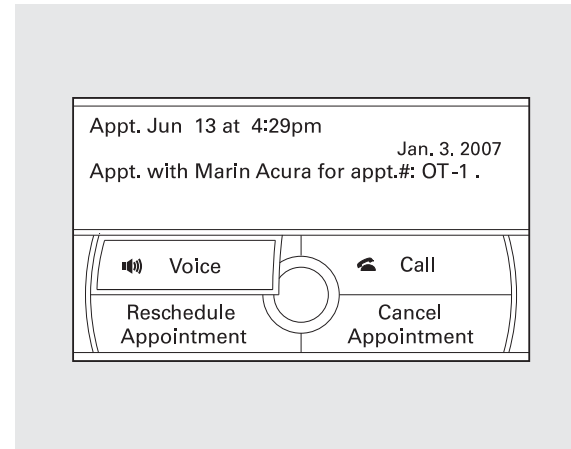 Appt. Jun 13 at 4:29pm
Jan. 3. 2007
Appt. with Marin Acura for appt.#: OT-1 .
Voice
Call
Reschedule
Appointment
Cancel
Appointment